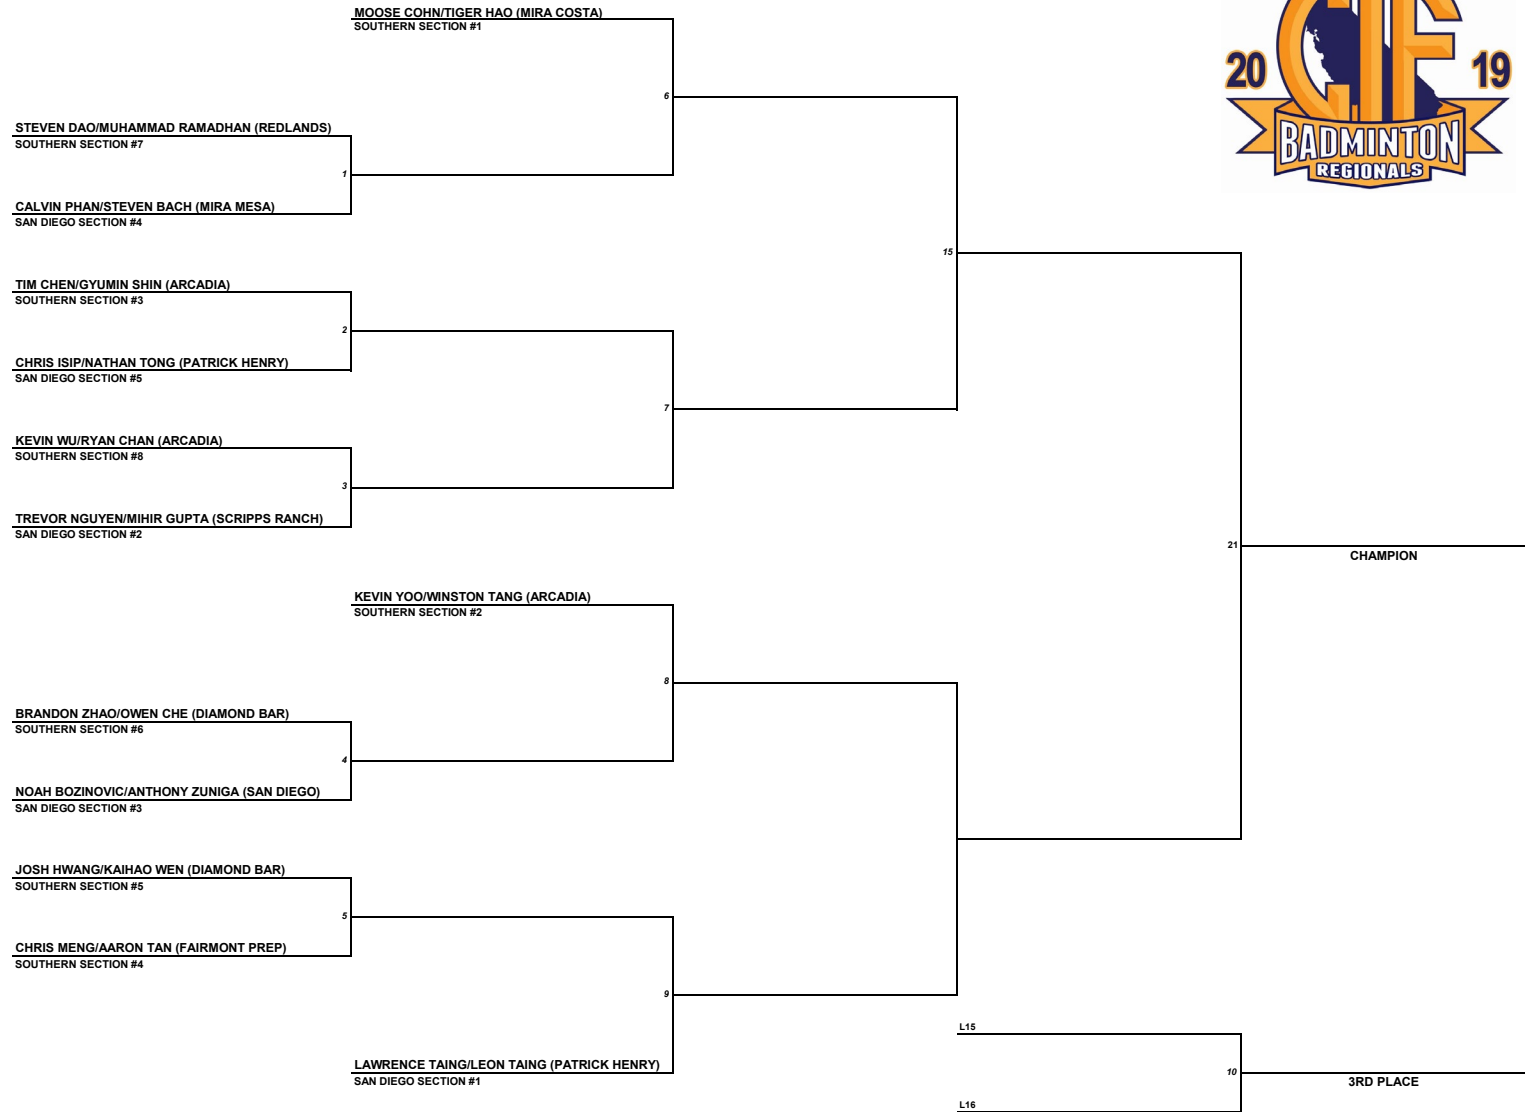 MOOSE COHN/TIGER HAO (MIRA COSTA)
SOUTHERN SECTION #1
CIF
20 19
BADMINTON
REGIONALS
6
STEVEN DAO/MUHAMMAD RAMADHAN (REDLANDS)
SOUTHERN SECTION #7
1
CALVIN PHAN/STEVEN BACH (MIRA MESA)
SAN DIEGO SECTION #4
15
TIM CHEN/GYUMIN SHIN (ARCADIA)
SOUTHERN SECTION #3
2
CHRIS ISIP/NATHAN TONG (PATRICK HENRY)
SAN DIEGO SECTION #5
7
KEVIN WU/RYAN CHAN (ARCADIA)
SOUTHERN SECTION #8
3
TREVOR NGUYEN/MIHIR GUPTA (SCRIPPS RANCH)
SAN DIEGO SECTION #2
21
CHAMPION
KEVIN YOO/WINSTON TANG (ARCADIA)
SOUTHERN SECTION #2
8
BRANDON ZHAO/OWEN CHE (DIAMOND BAR)
SOUTHERN SECTION #6
4
NOAH BOZINOVIC/ANTHONY ZUNIGA (SAN DIEGO)
SAN DIEGO SECTION #3
JOSH HWANG/KAIHAO WEN (DIAMOND BAR)
SOUTHERN SECTION #5
5
CHRIS MENG/AARON TAN (FAIRMONT PREP)
SOUTHERN SECTION #4
9
L15
LAWRENCE TAING/LEON TAING (PATRICK HENRY)
SAN DIEGO SECTION #1
10
3RD PLACE
L16